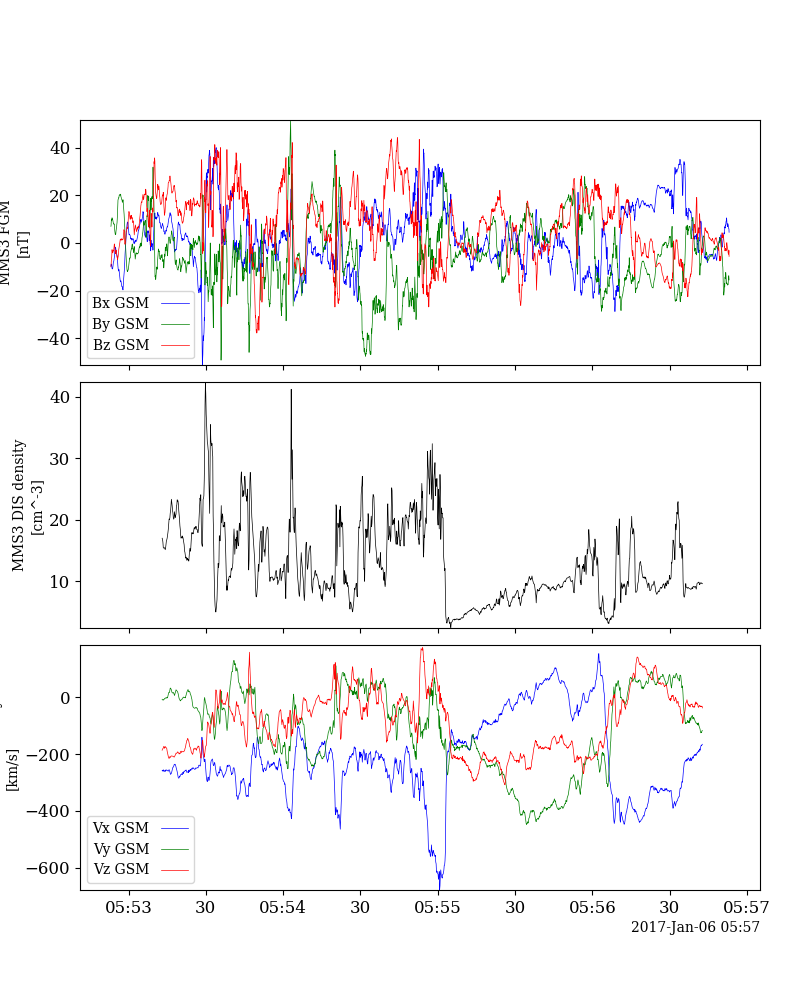 MMS3 FGM
[nT]
40
20
0
−20
−40
Bx GSM
By GSM
Bz GSM
MMS3 DIS density
[cm^-3]
40
30
20
10
[km/s]
0
−200
−400
−600
Vx GSM
Vy GSM
Vz GSM
05:53
30
05:54
30
05:55
30
05:56
30
05:57
2017-Jan-06 05:57